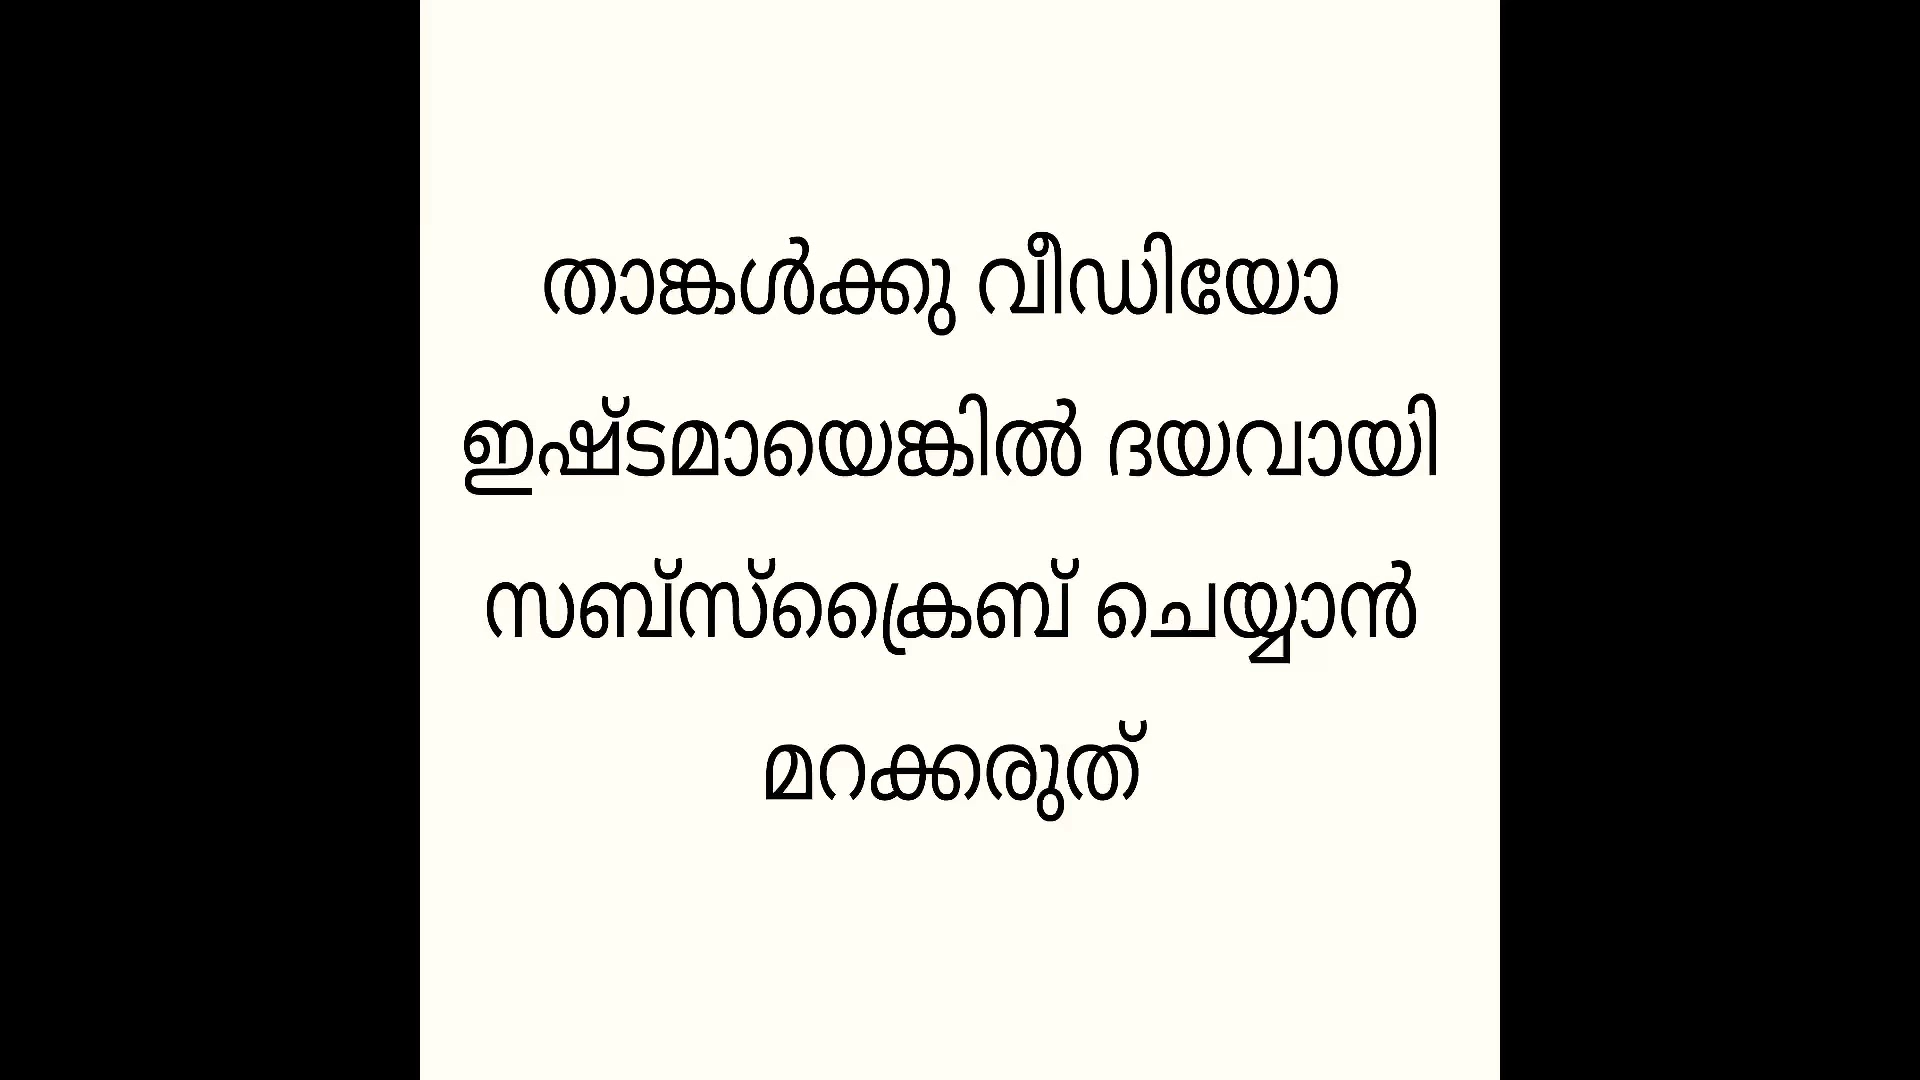 താങ്കൾക്കു വീഡിയോ
ഇഷ്ടമായെങ്കിൽ ദയവായി
സബ്സ്ക്രൈബ് ചെയ്യാൻ
മറക്കരുത്